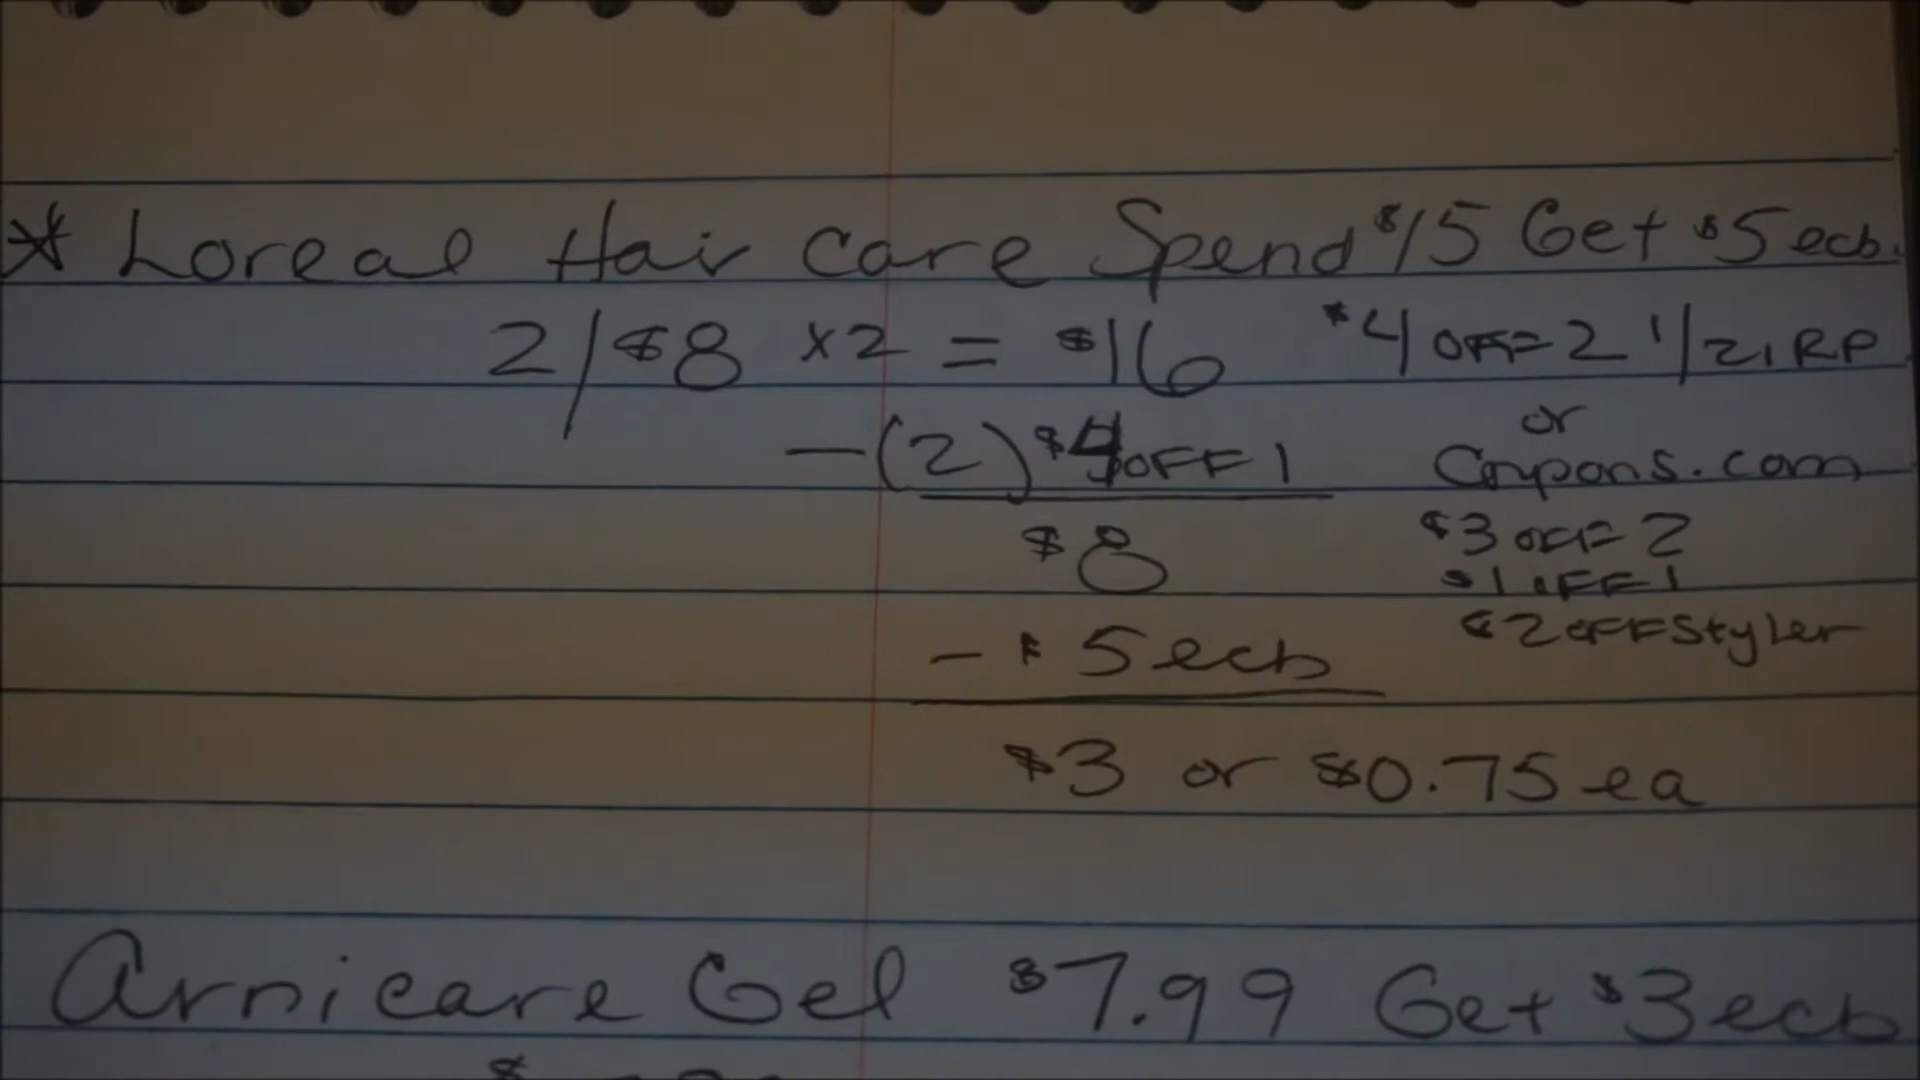 * Loreal Hair Care Spend $15 Get $5 ecb.
2/$8 x2 = $16 $4 OFF 2 1/21 RP
or
-(2) $4 OFF 1 Coupons.com
$8 $3 OFF 2
$1 OFF 1
- $5 ecb $2 OFF Styler
$3 or $0.75 ea
Arnicare Gel $7.99 Get $3 ecb
$